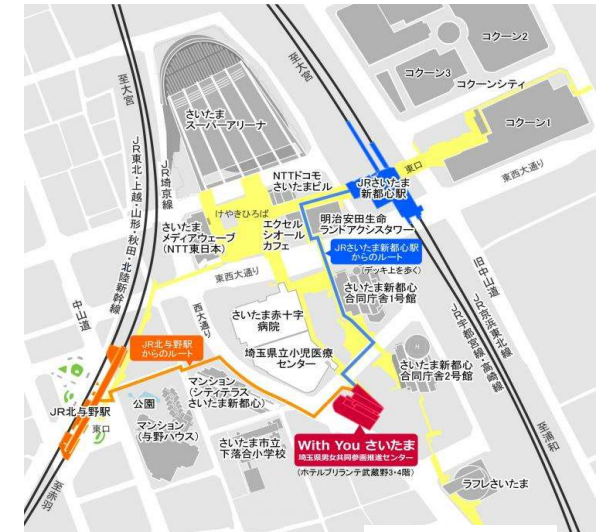 コクーン2
コクーン3
コクーンシティ
コクーン1
至大宮
至大宮
さいたま
スーパーアリーナ
JR東北・上越・山形・秋田・北陸新幹線
JR埼京線
NTTドコモ
さいたまビル
JRさいたま
新都心駅
東口
東西大通り
けやきひろば
さいたま
メディアウェーブ
(NTT東日本)
エクセル
シオール
カフェ
明治安田生命
ランドアクシスタワー
JRさいたま新都心駅
からのルート
(デッキ上を歩く)
東西大通り
中山道
西大通り
さいたま赤十字
病院
さいたま新都心
合同庁舎1号館
旧中山道
JR京浜東北線
JR宇都宮線・高崎線
JR北与野駅
からのルート
埼玉県立小児医療
センター
さいたま新都心
合同庁舎2号館
H
JR北与野駅
東口
公園
マンション
(シティテラス
さいたま新都心)
マンション
(与野ハウス)
さいたま市立
下落合小学校
With You さいたま
埼玉県男女共同参画推進センター
(ホテルブリランテ武蔵野3・4階)
至浦和
至赤羽
ラフレさいたま